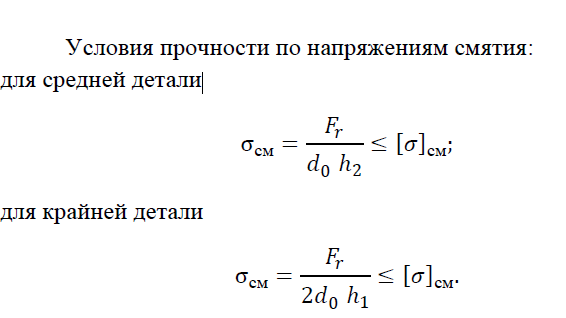 Условия прочности по напряжениям смятия:
для средней детали
σсм = Fr / (d0 h2) ≤ [σ]см;
для крайней детали
σсм = Fr / (2d0 h1) ≤ [σ]см.